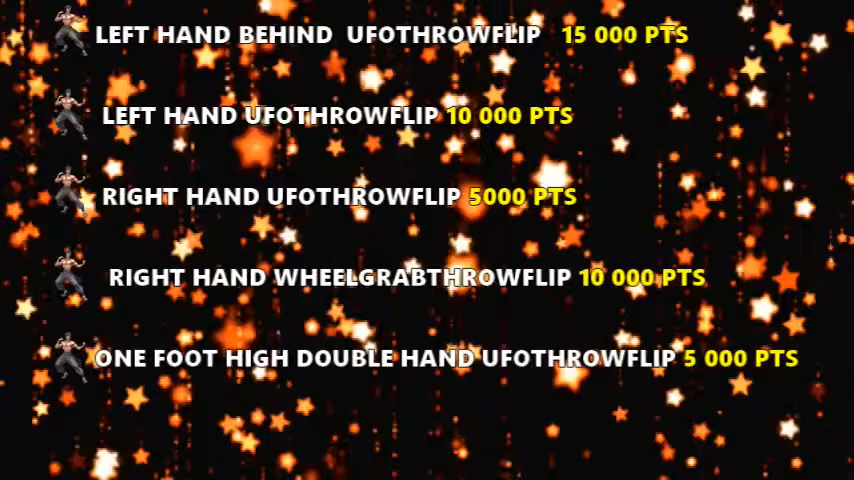 LEFT HAND BEHIND UFOTHROWFLIP 15 000 PTS
LEFT HAND UFOTHROWFLIP 10 000 PTS
RIGHT HAND UFOTHROWFLIP 5000 PTS
RIGHT HAND WHEELGRABTHROWFLIP 10 000 PTS
ONE FOOT HIGH DOUBLE HAND UFOTHROWFLIP 5 000 PTS